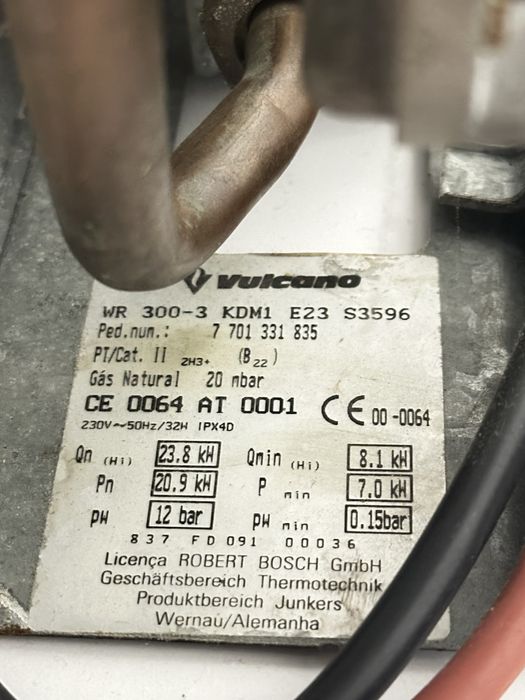 Vulcano
WR 300-3 KDM1 E23 S3596
Ped.num.: 7 701 331 835
PT/Cat. II 2H3+ (B22)
Gás Natural 20 mbar
CE 0064 AT 0001 CE 00-0064
230V~50Hz/32W IPX4D
Qn (Hi) 23.8 kW Qmin (Hi) 8.1 kW
Pn 20.9 kW P min 7.0 kW
pW 12 bar pW min 0.15bar
837 FD091 00036
Licença ROBERT BOSCH GmbH
Geschäftsbereich Thermotechnik
Produktbereich Junkers
Wernau/Alemanha